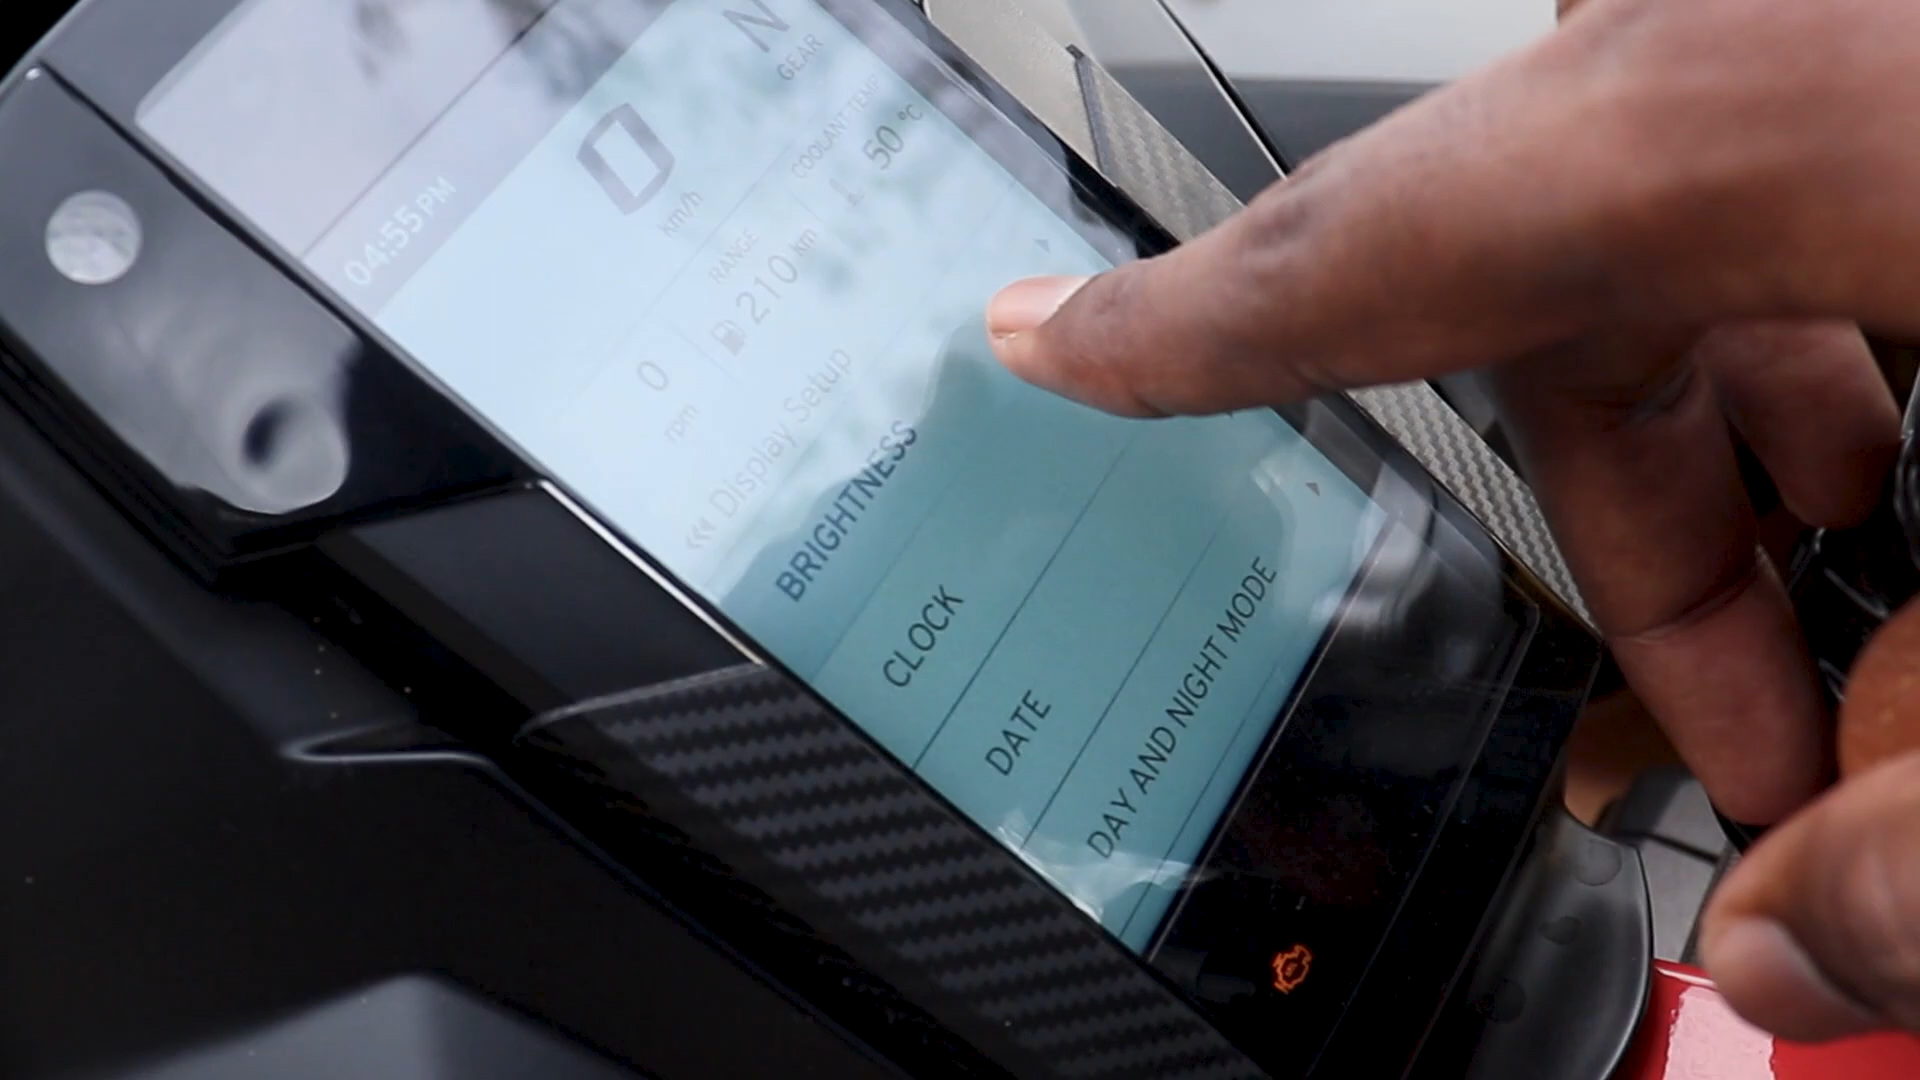 04:55 PM
N
GEAR
0
km/h
COOLANT TEMP
50 °C
RANGE
210 km
0
rpm
<<< Display Setup
BRIGHTNESS
CLOCK
DATE
DAY AND NIGHT MODE